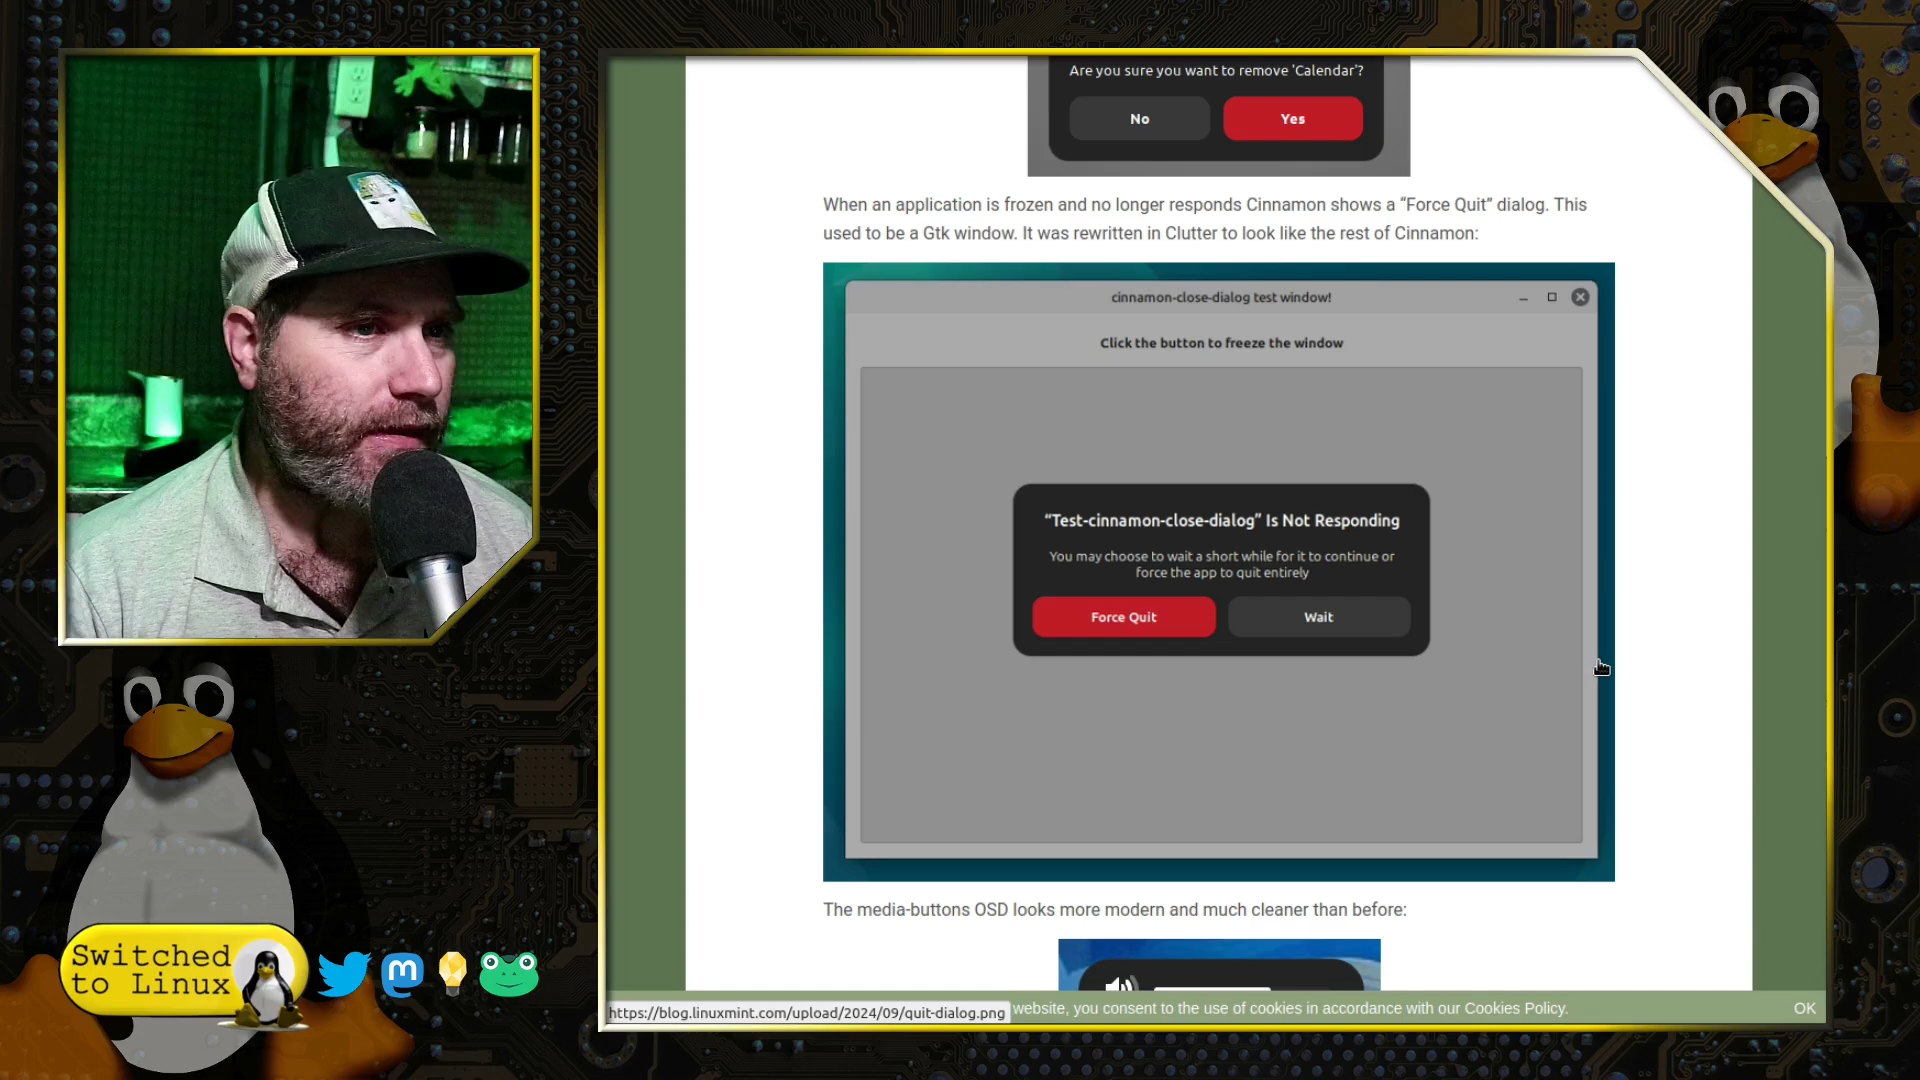 Are you sure you want to remove 'Calendar'?
No
Yes
When an application is frozen and no longer responds Cinnamon shows a “Force Quit” dialog. This
used to be a Gtk window. It was rewritten in Clutter to look like the rest of Cinnamon:
cinnamon-close-dialog test window!
Click the button to freeze the window
“Test-cinnamon-close-dialog” Is Not Responding
You may choose to wait a short while for it to continue or
force the app to quit entirely
Force Quit
Wait
The media-buttons OSD looks more modern and much cleaner than before:
https://blog.linuxmint.com/upload/2024/09/quit-dialog.png
website, you consent to the use of cookies in accordance with our Cookies Policy.
OK
Switched
to Linux
m